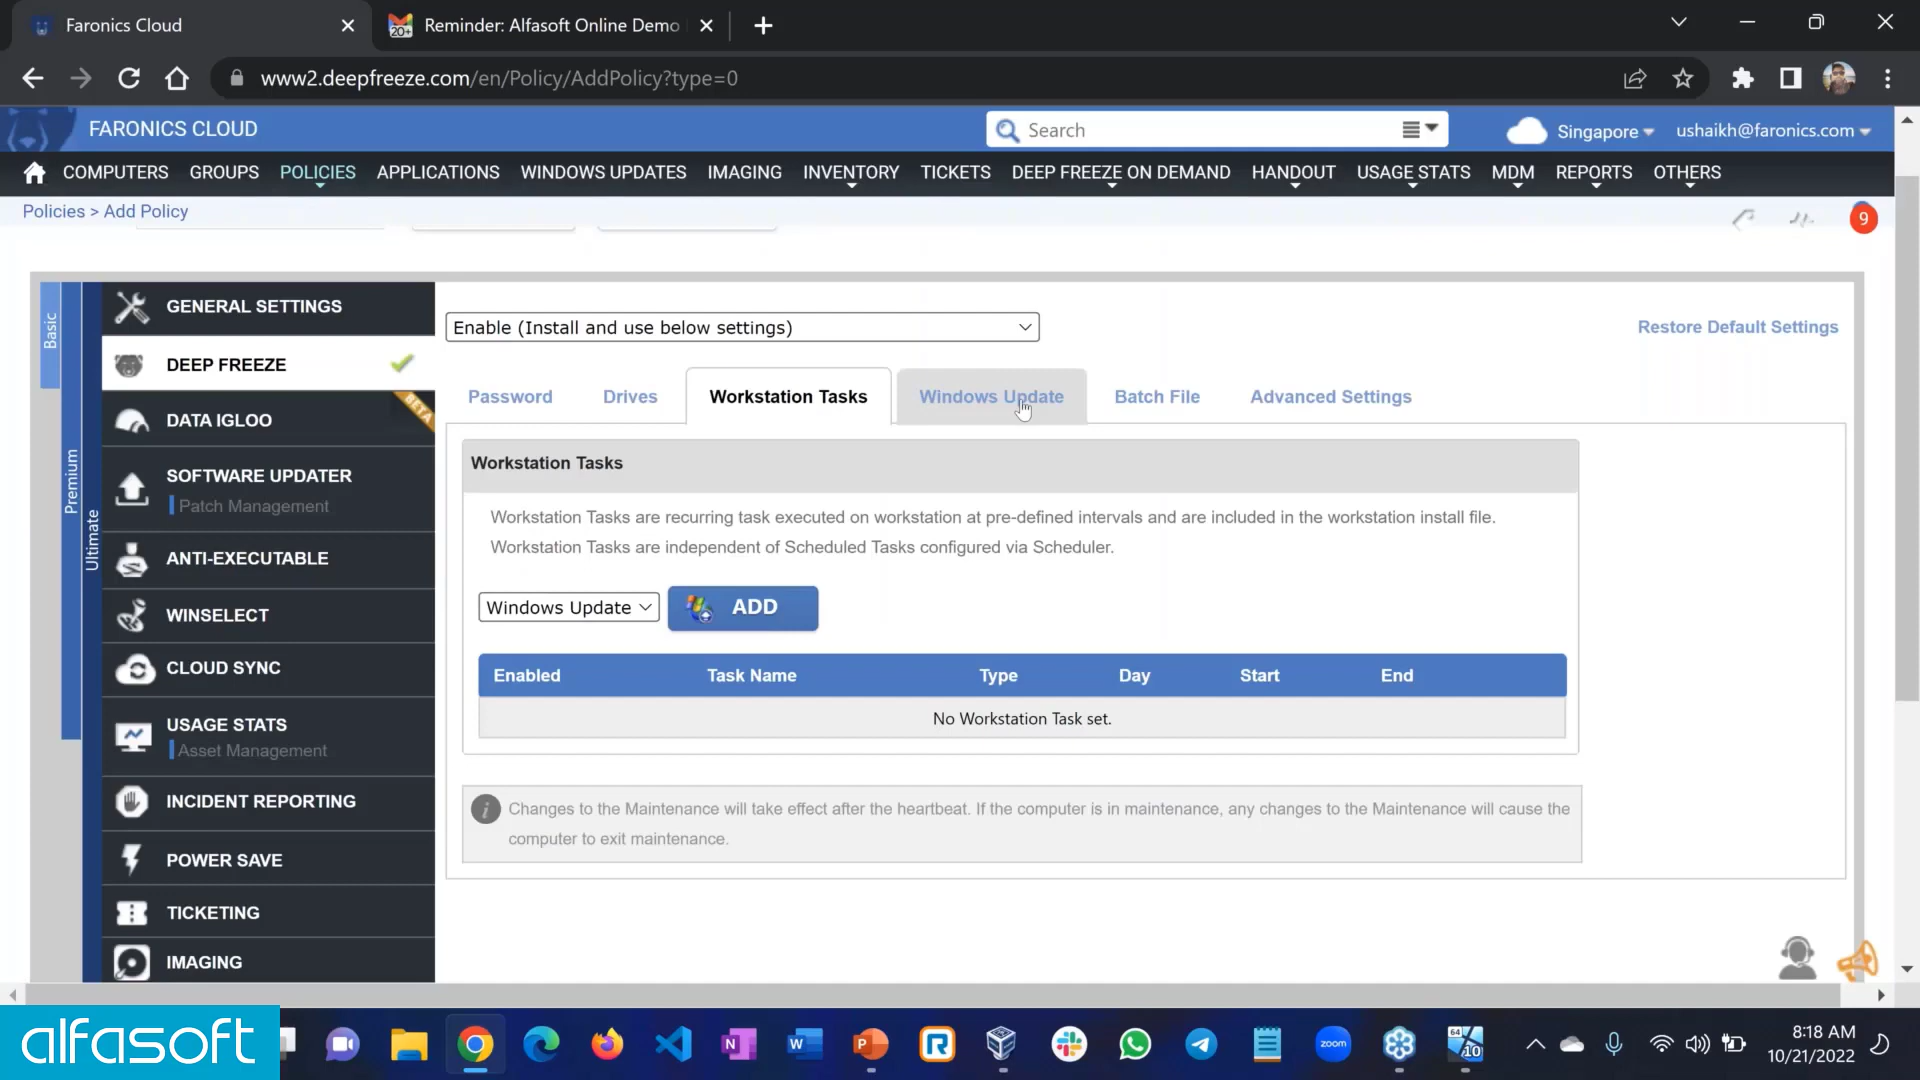 Faronics Cloud
20+
Reminder: Alfasoft Online Demo
www2.deepfreeze.com/en/Policy/AddPolicy?type=0
FARONICS CLOUD
Search
Singapore
ushaikh@faronics.com
COMPUTERS GROUPS POLICIES APPLICATIONS WINDOWS UPDATES IMAGING INVENTORY TICKETS DEEP FREEZE ON DEMAND HANDOUT USAGE STATS MDM REPORTS OTHERS
Policies > Add Policy
9
Basic
Premium
Ultimate
GENERAL SETTINGS
DEEP FREEZE
DATA IGLOO
BETA
SOFTWARE UPDATER
Patch Management
ANTI-EXECUTABLE
WINSELECT
CLOUD SYNC
USAGE STATS
Asset Management
INCIDENT REPORTING
POWER SAVE
TICKETING
IMAGING
Enable (Install and use below settings)
Restore Default Settings
Password Drives Workstation Tasks Windows Update Batch File Advanced Settings
Workstation Tasks
Workstation Tasks are recurring task executed on workstation at pre-defined intervals and are included in the workstation install file.
Workstation Tasks are independent of Scheduled Tasks configured via Scheduler.
Windows Update
ADD
Enabled Task Name Type Day Start End
No Workstation Task set.
Changes to the Maintenance will take effect after the heartbeat. If the computer is in maintenance, any changes to the Maintenance will cause the
computer to exit maintenance.
alfasoft
zoom
64
10
8:18 AM
10/21/2022